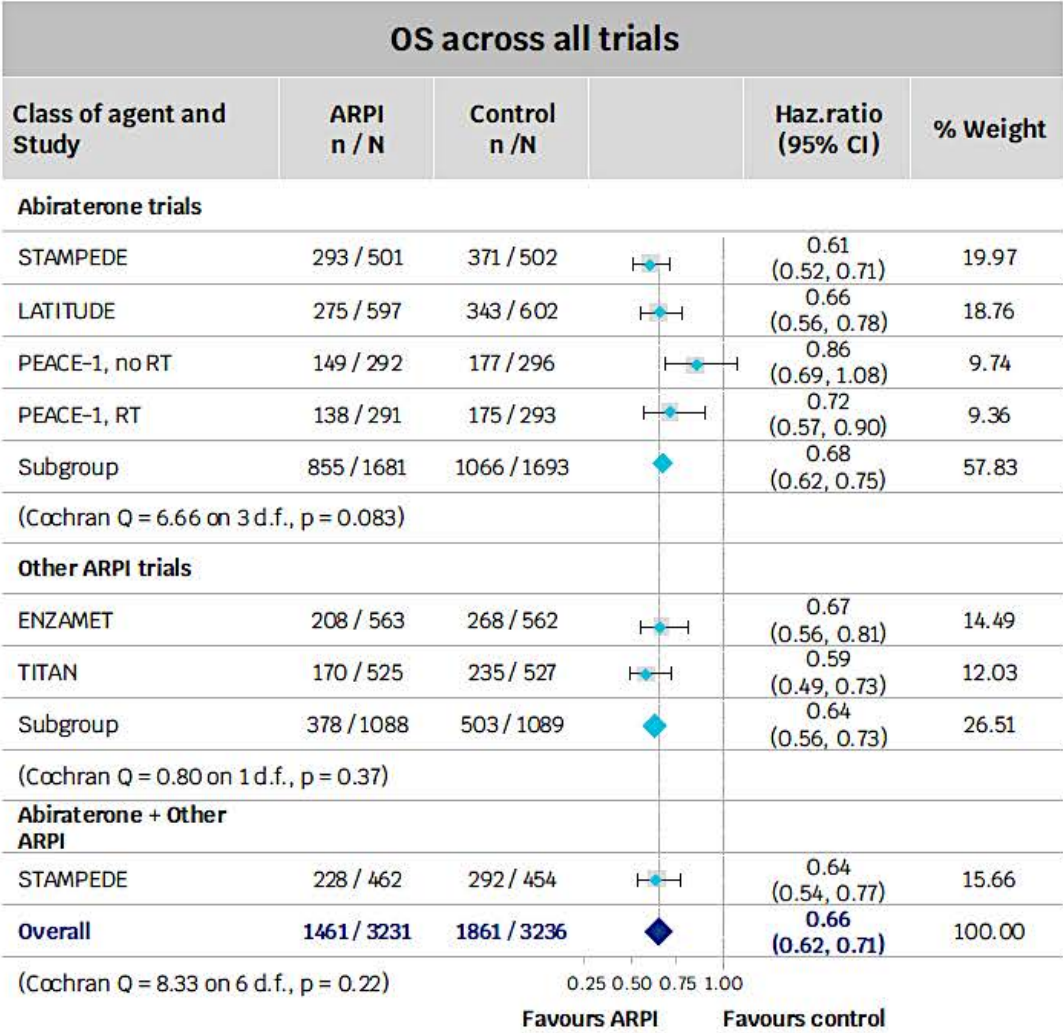 OS across all trials
Class of agent and Study ARPI n / N Control n /N Haz.ratio (95% CI) % Weight
Abiraterone trials
STAMPEDE 293 / 501 371 / 502 0.61 (0.52, 0.71) 19.97
LATITUDE 275 / 597 343 / 602 0.66 (0.56, 0.78) 18.76
PEACE-1, no RT 149 / 292 177 / 296 0.86 (0.69, 1.08) 9.74
PEACE-1, RT 138 / 291 175 / 293 0.72 (0.57, 0.90) 9.36
Subgroup 855 / 1681 1066 / 1693 0.68 (0.62, 0.75) 57.83
(Cochran Q = 6.66 on 3 d.f., p = 0.083)
Other ARPI trials
ENZAMET 208 / 563 268 / 562 0.67 (0.56, 0.81) 14.49
TITAN 170 / 525 235 / 527 0.59 (0.49, 0.73) 12.03
Subgroup 378 / 1088 503 / 1089 0.64 (0.56, 0.73) 26.51
(Cochran Q = 0.80 on 1 d.f., p = 0.37)
Abiraterone + Other
ARPI
STAMPEDE 228 / 462 292 / 454 0.64 (0.54, 0.77) 15.66
Overall 1461 / 3231 1861 / 3236 0.66 (0.62, 0.71) 100.00
(Cochran Q = 8.33 on 6 d.f., p = 0.22) 0.25 0.50 0.75 1.00
Favours ARPI Favours control